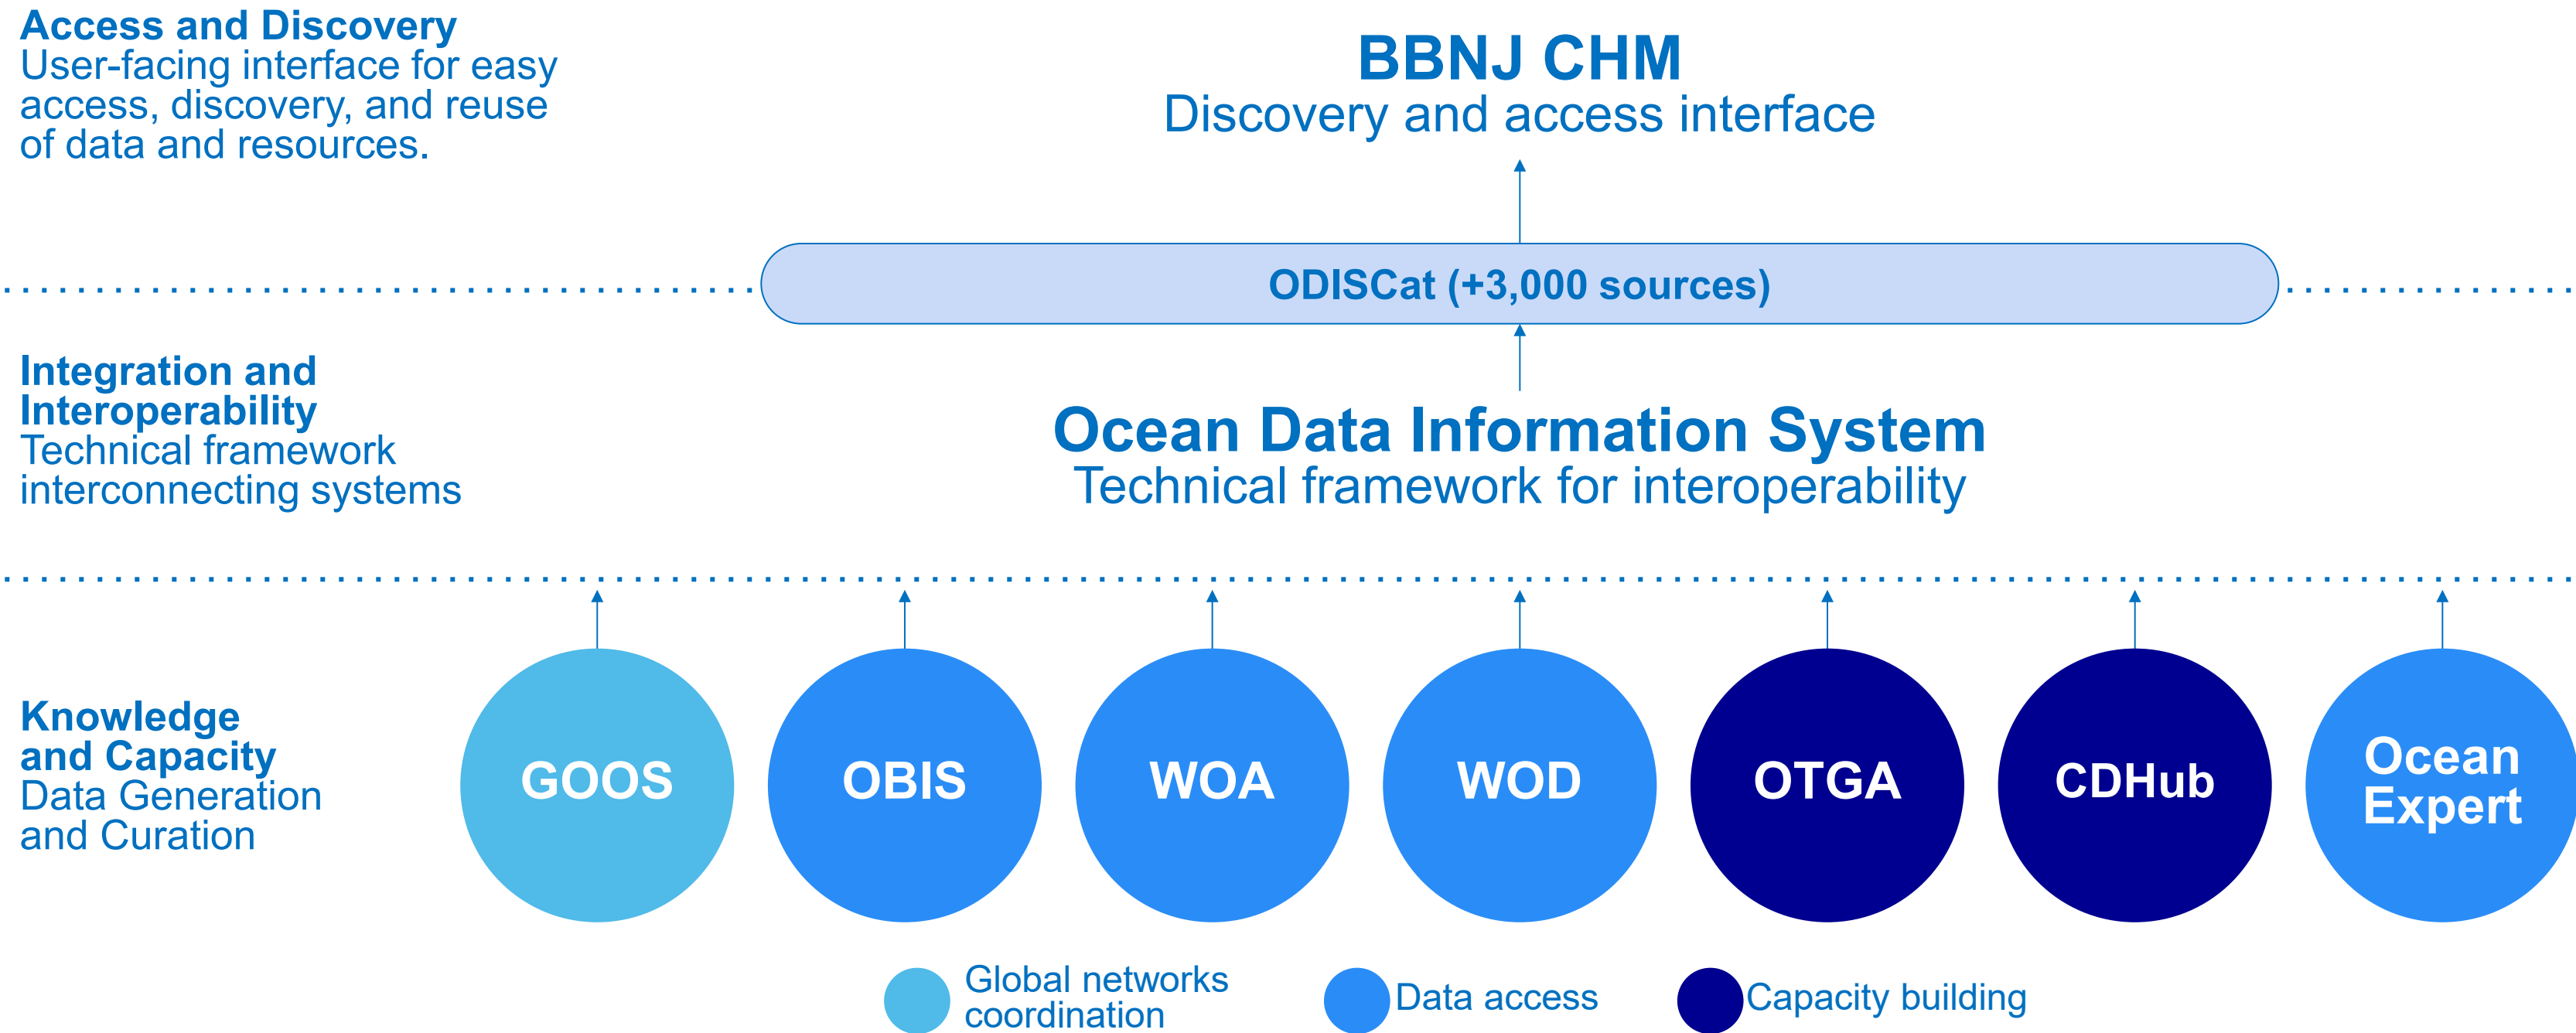 Access and Discovery
User-facing interface for easy
access, discovery, and reuse
of data and resources.
BBNJ CHM
Discovery and access interface
ODISCat (+3,000 sources)
Integration and
Interoperability
Technical framework
interconnecting systems
Ocean Data Information System
Technical framework for interoperability
Knowledge
and Capacity
Data Generation
and Curation
GOOS
OBIS
WOA
WOD
OTGA
CDHub
Ocean
Expert
Global networks
coordination
Data access
Capacity building